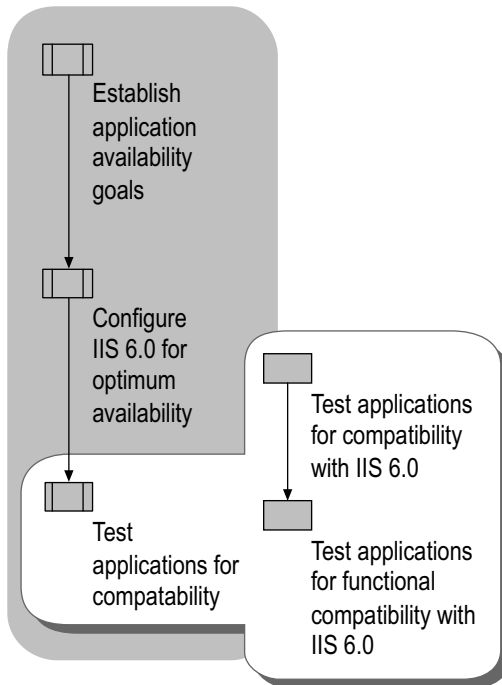 Establish
application
availability
goals
Configure
IIS 6.0 for
optimum
availability
Test
applications for
compatability
Test applications
for compatibility
with IIS 6.0
Test applications
for functional
compatibility with
IIS 6.0